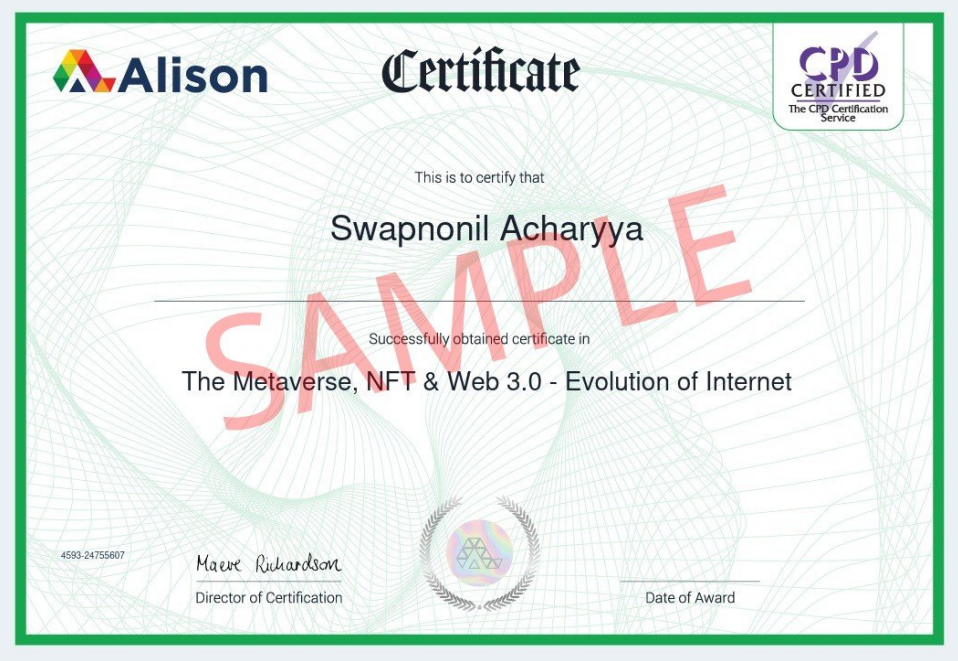 Alison
Certificate
CPD
CERTIFIED
The CPD Certification
Service
This is to certify that
Swapnonil Acharyya
SAMPLE
Successfully obtained certificate in
The Metaverse, NFT & Web 3.0 - Evolution of Internet
4593-24755607
Maeve Richardson
Director of Certification
Date of Award